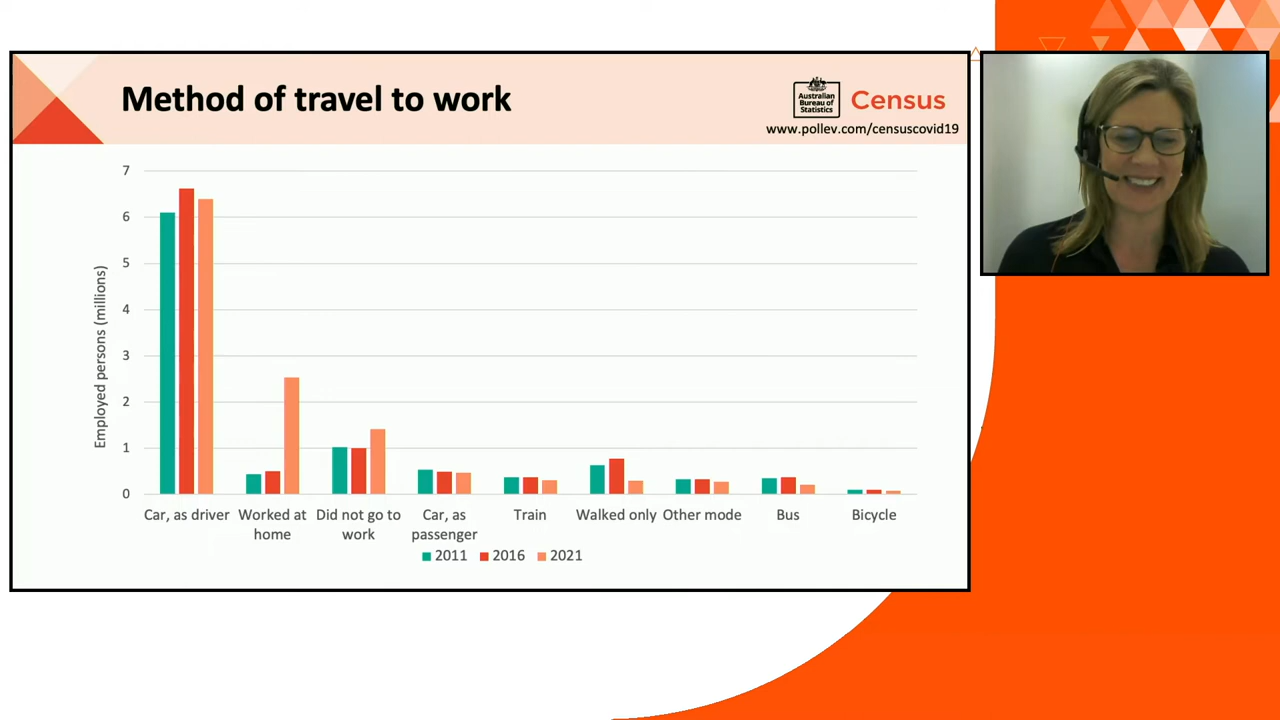 Method of travel to work
Australian
Bureau of
Statistics
Census
www.pollev.com/censuscovid19
Employed persons (millions)
7
6
5
4
3
2
1
0
Car, as driver
Worked at
home
Did not go to
work
Car, as
passenger
Train
Walked only
Other mode
Bus
Bicycle
2011
2016
2021